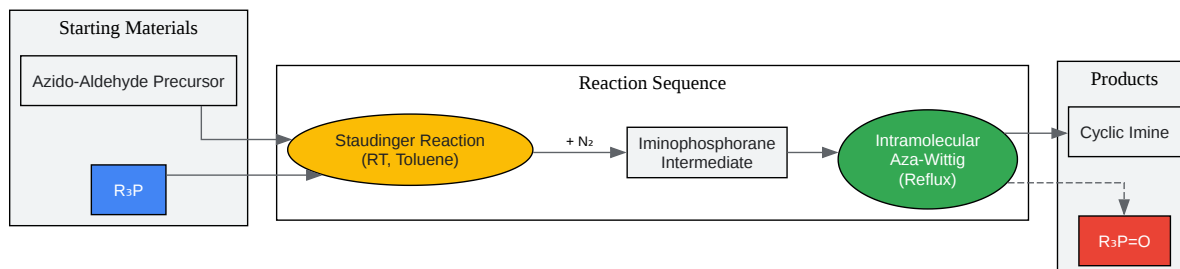 Starting Materials
Azido-Aldehyde Precursor
R₃P
Reaction Sequence
Staudinger Reaction
(RT, Toluene)
+ N₂
Iminophosphorane
Intermediate
Intramolecular
Aza-Wittig
(Reflux)
Products
Cyclic Imine
R₃P=O